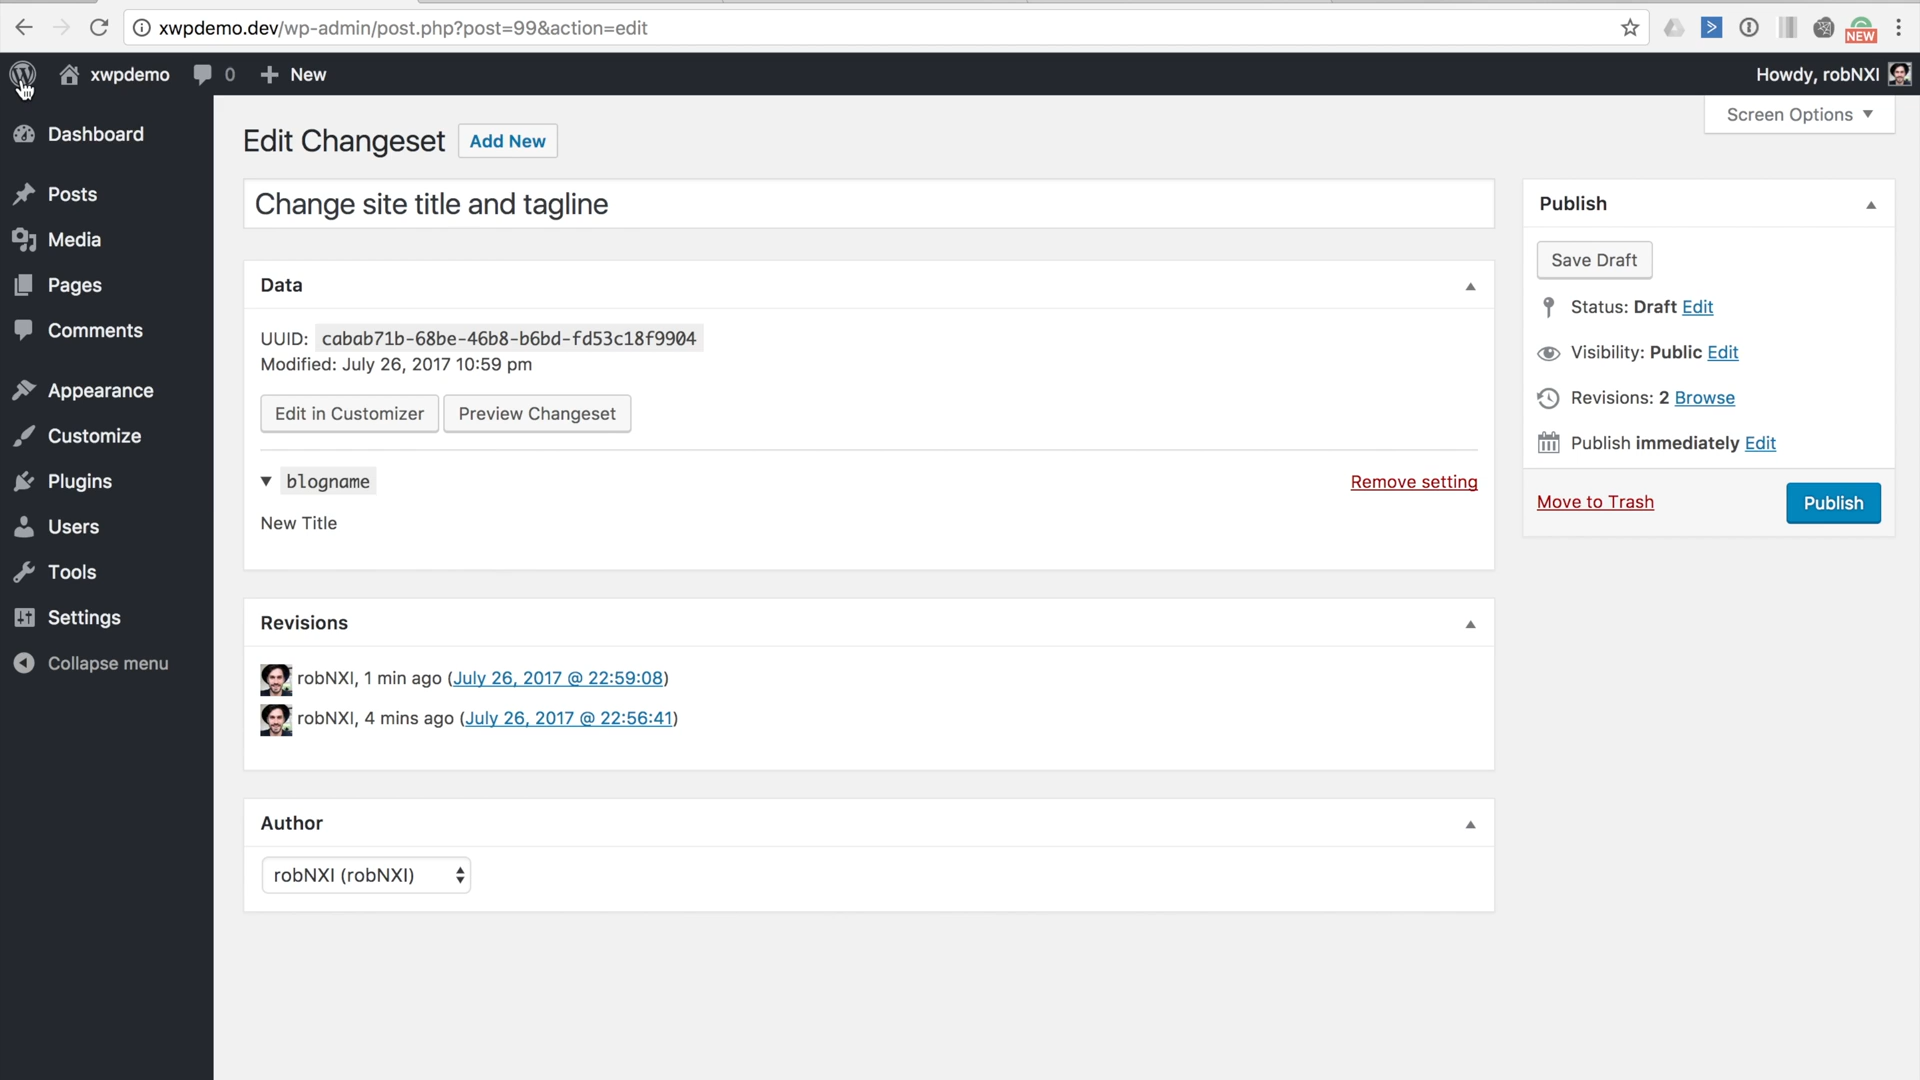 xwpdemo.dev/wp-admin/post.php?post=99&action=edit
NEW
xwpdemo
0
New
Howdy, robNXI
Screen Options
Dashboard
Posts
Media
Pages
Comments
Appearance
Customize
Plugins
Users
Tools
Settings
Collapse menu
Edit Changeset
Add New
Change site title and tagline
Data
UUID: cabab71b-68be-46b8-b6bd-fd53c18f9904
Modified: July 26, 2017 10:59 pm
Edit in Customizer
Preview Changeset
blogname
Remove setting
New Title
Revisions
robNXI, 1 min ago (July 26, 2017 @ 22:59:08)
robNXI, 4 mins ago (July 26, 2017 @ 22:56:41)
Author
robNXI (robNXI)
Publish
Save Draft
Status: Draft Edit
Visibility: Public Edit
Revisions: 2 Browse
Publish immediately Edit
Move to Trash
Publish